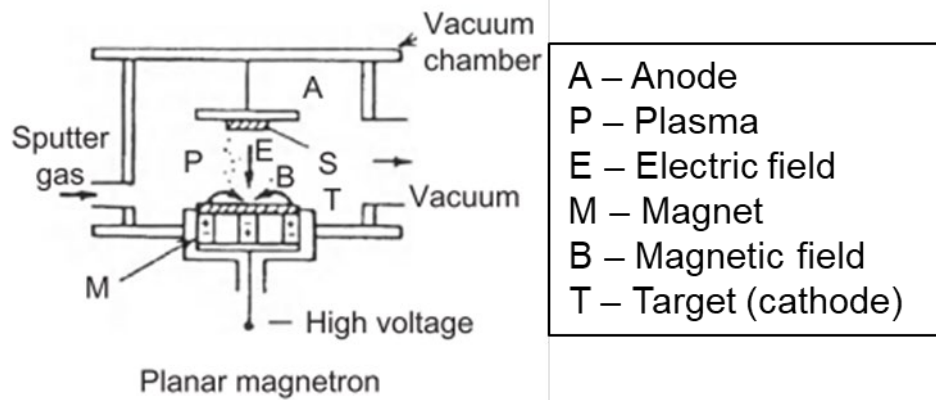 Vacuum
chamber
A
Sputter
gas
P
E
S
B
T
Vacuum
+ - +
- + -
M
High voltage
Planar magnetron
A – Anode
P – Plasma
E – Electric field
M – Magnet
B – Magnetic field
T – Target (cathode)